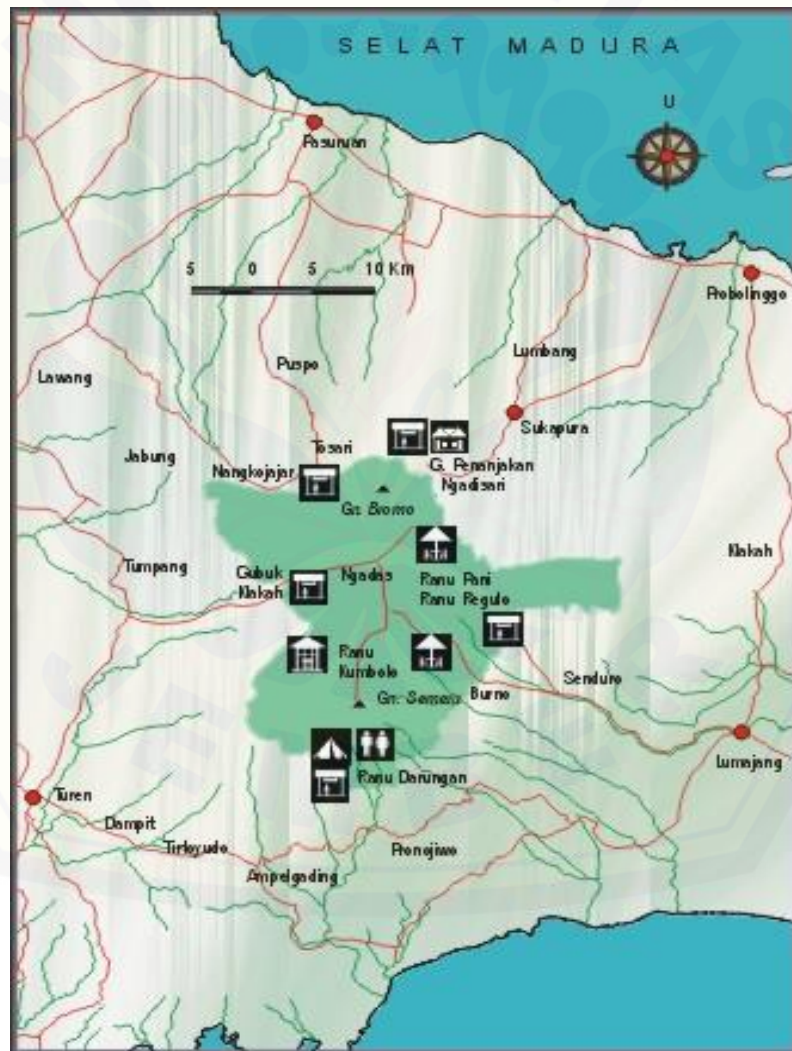 SELAT MADURA
U
Pasuruan
5 0 5 10 Km
Probolinggo
Puspo
Lumbang
Lawang
Sukapura
Tosari
Jabung
G. Penanjakan
Nangkojajar
Ngadisari
Gn. Bromo
Klakah
Tumpang
Gubuk
Klakah
Ngadas
Ranu Pani
Ranu Regulo
Ranu
Kumbolo
Senduro
Burno
Gn. Semeru
Lumajang
Ranu Darungan
Turen
Dampit
Tirtoyudo
Pronojiwo
Ampelgading